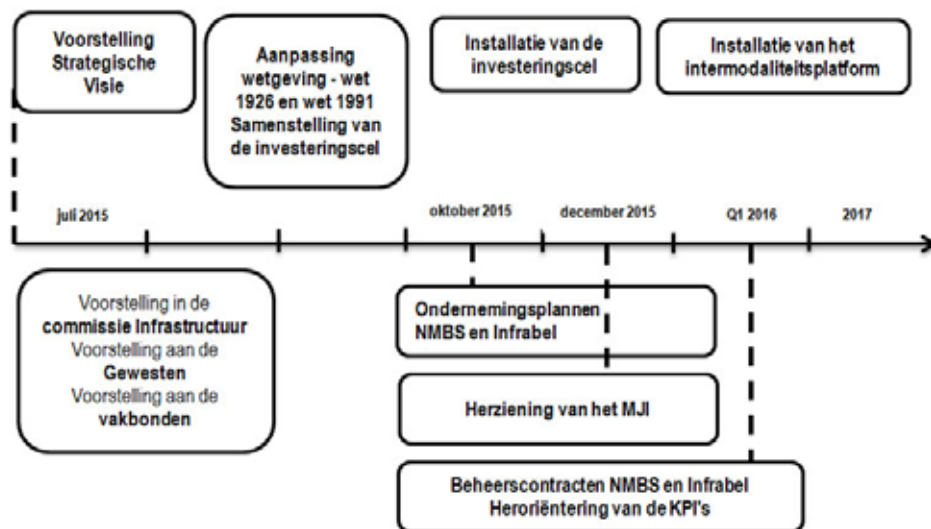 Voorstelling
Strategische
Visie
Aanpassing
wetgeving - wet
1926 en wet 1991
Samenstelling van
de investeringscel
Installatie van de
investeringscel
Installatie van het
intermodaliteitsplatform
juli 2015
oktober 2015
december 2015
Q1 2016
2017
Voorstelling in de
commissie Infrastructuur
Voorstelling aan de
Gewesten
Voorstelling aan de
vakbonden
Ondernemingsplannen
NMBS en Infrabel
Herziening van het MJI
Beheerscontracten NMBS en Infrabel
Heroriëntering van de KPI's